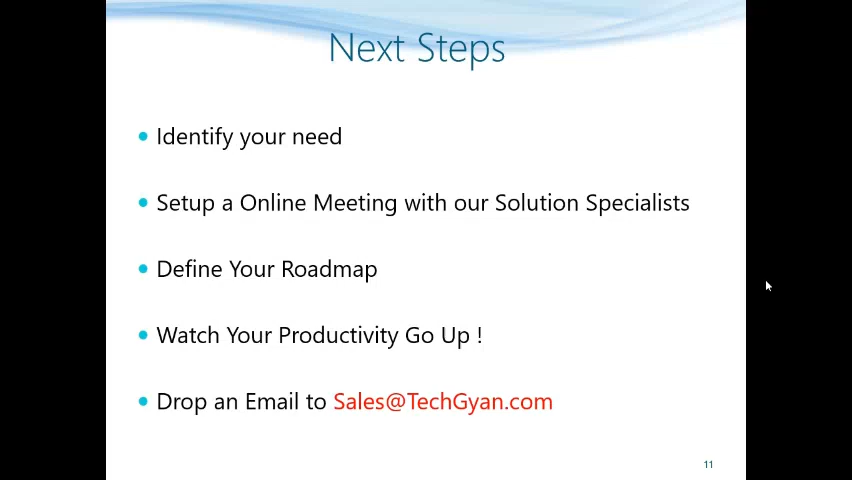 Next Steps
Identify your need
Setup a Online Meeting with our Solution Specialists
Define Your Roadmap
Watch Your Productivity Go Up !
Drop an Email to Sales@TechGyan.com
11